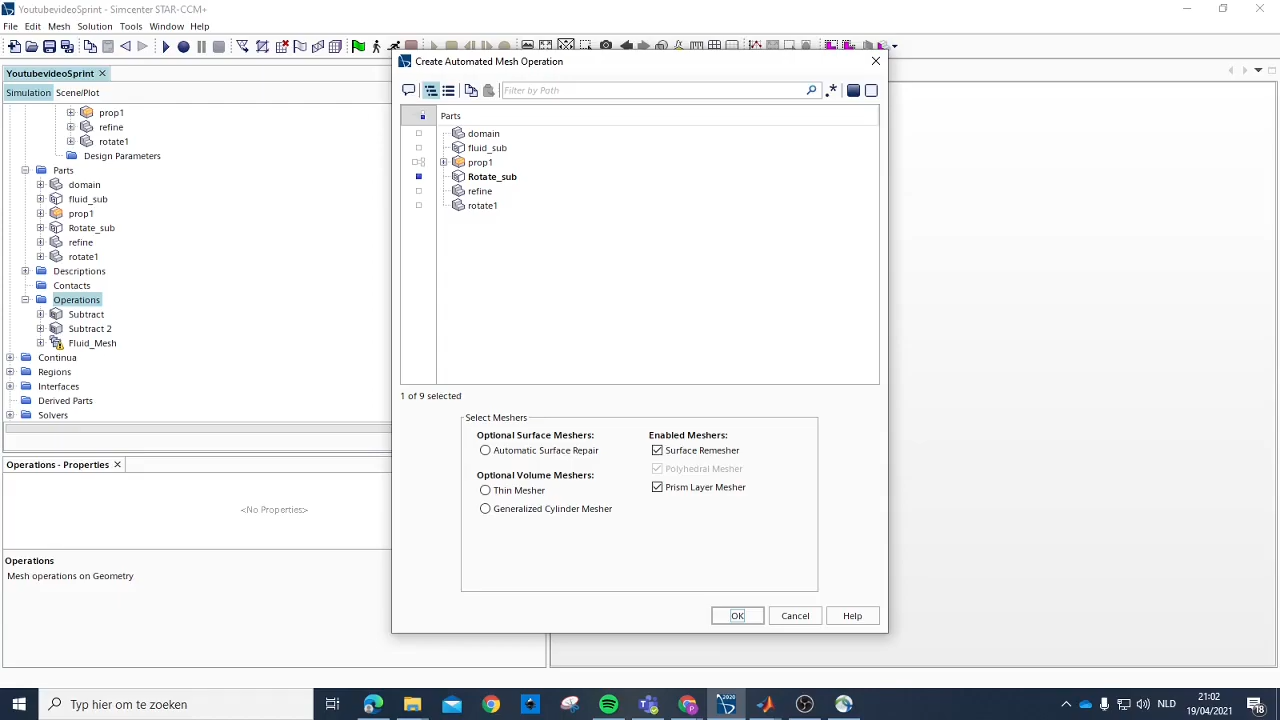 YoutubevideoSprint - Simcenter STAR-CCM+
File Edit Mesh Solution Tools Window Help
YoutubevideoSprint
Simulation ScenePlot
prop1
refine
rotate1
Design Parameters
Parts
domain
fluid_sub
prop1
Rotate_sub
refine
rotate1
Descriptions
Contacts
Operations
Subtract
Subtract 2
Fluid_Mesh
Continua
Regions
Interfaces
Derived Parts
Solvers
Operations - Properties
<No Properties>
Operations
Mesh operations on Geometry
Create Automated Mesh Operation
Filter by Path
Parts
domain
fluid_sub
prop1
Rotate_sub
refine
rotate1
1 of 9 selected
Select Meshers
Optional Surface Meshers:
Automatic Surface Repair
Optional Volume Meshers:
Thin Mesher
Generalized Cylinder Mesher
Enabled Meshers:
Surface Remesher
Polyhedral Mesher
Prism Layer Mesher
OK Cancel Help
Typ hier om te zoeken
2020
NLD
21:02
19/04/2021
18